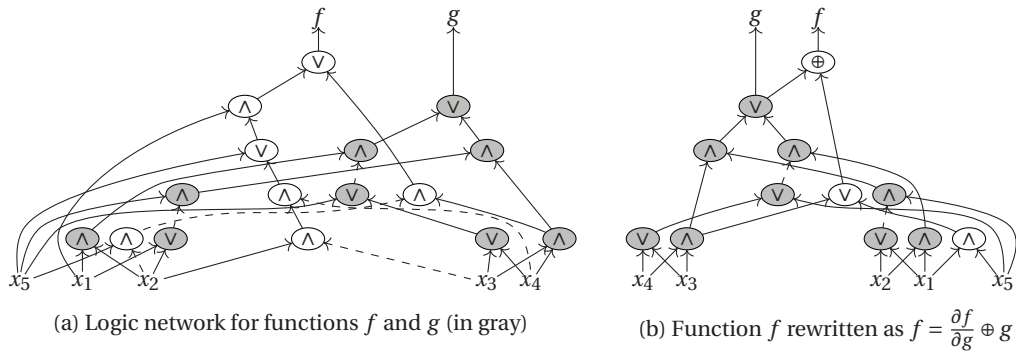 f g
∨
∧ ∨
∨ ∧ ∧
∧ ∧ ∨ ∧
∧ ∧ ∨ ∧ ∨ ∧
x5 x1 x2 x3 x4
(a) Logic network for functions f and g (in gray)
g f
⊕
∨
∧ ∧
∨ ∨ ∧
∨ ∧ ∨ ∧ ∧
x4 x3 x2 x1 x5
(b) Function f rewritten as f = ∂f/∂g ⊕ g